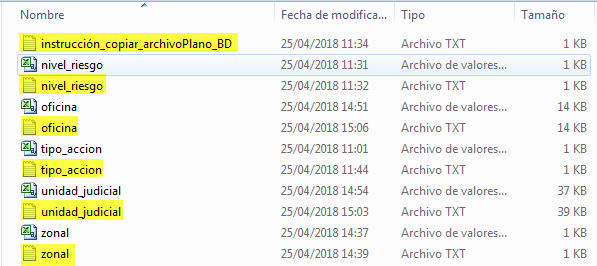 Nombre Fecha de modifica... Tipo Tamaño
instrucción_copiar_archivoPlano_BD 25/04/2018 11:34 Archivo TXT 1 KB
nivel_riesgo 25/04/2018 11:31 Archivo de valores... 1 KB
nivel_riesgo 25/04/2018 11:32 Archivo TXT 1 KB
oficina 25/04/2018 14:51 Archivo de valores... 14 KB
oficina 25/04/2018 15:06 Archivo TXT 14 KB
tipo_accion 25/04/2018 11:01 Archivo de valores... 1 KB
tipo_accion 25/04/2018 11:44 Archivo TXT 1 KB
unidad_judicial 25/04/2018 14:54 Archivo de valores... 37 KB
unidad_judicial 25/04/2018 15:03 Archivo TXT 39 KB
zonal 25/04/2018 14:37 Archivo de valores... 1 KB
zonal 25/04/2018 14:39 Archivo TXT 1 KB